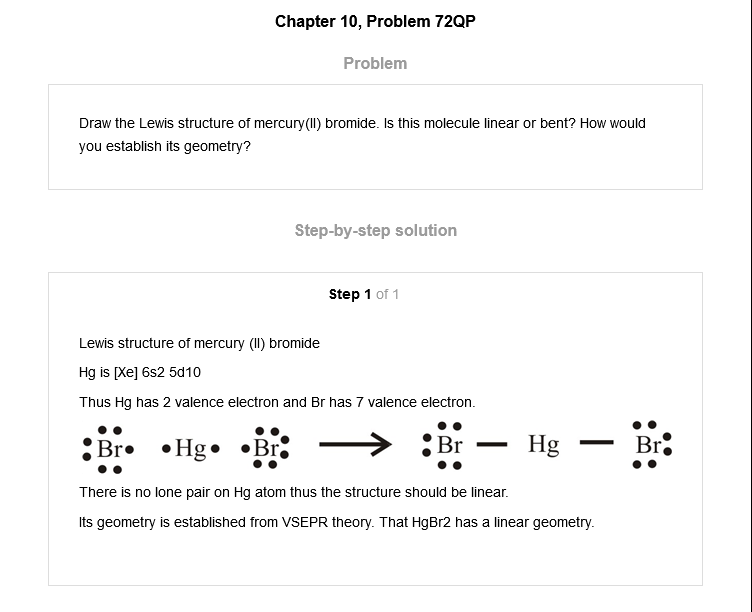 Chapter 10, Problem 72QP
Problem
Draw the Lewis structure of mercury(II) bromide. Is this molecule linear or bent? How would
you establish its geometry?
Step-by-step solution
Step 1 of 1
Lewis structure of mercury (II) bromide
Hg is [Xe] 6s2 5d10
Thus Hg has 2 valence electron and Br has 7 valence electron.
Br Hg Br Br Hg Br
There is no lone pair on Hg atom thus the structure should be linear.
Its geometry is established from VSEPR theory. That HgBr2 has a linear geometry.